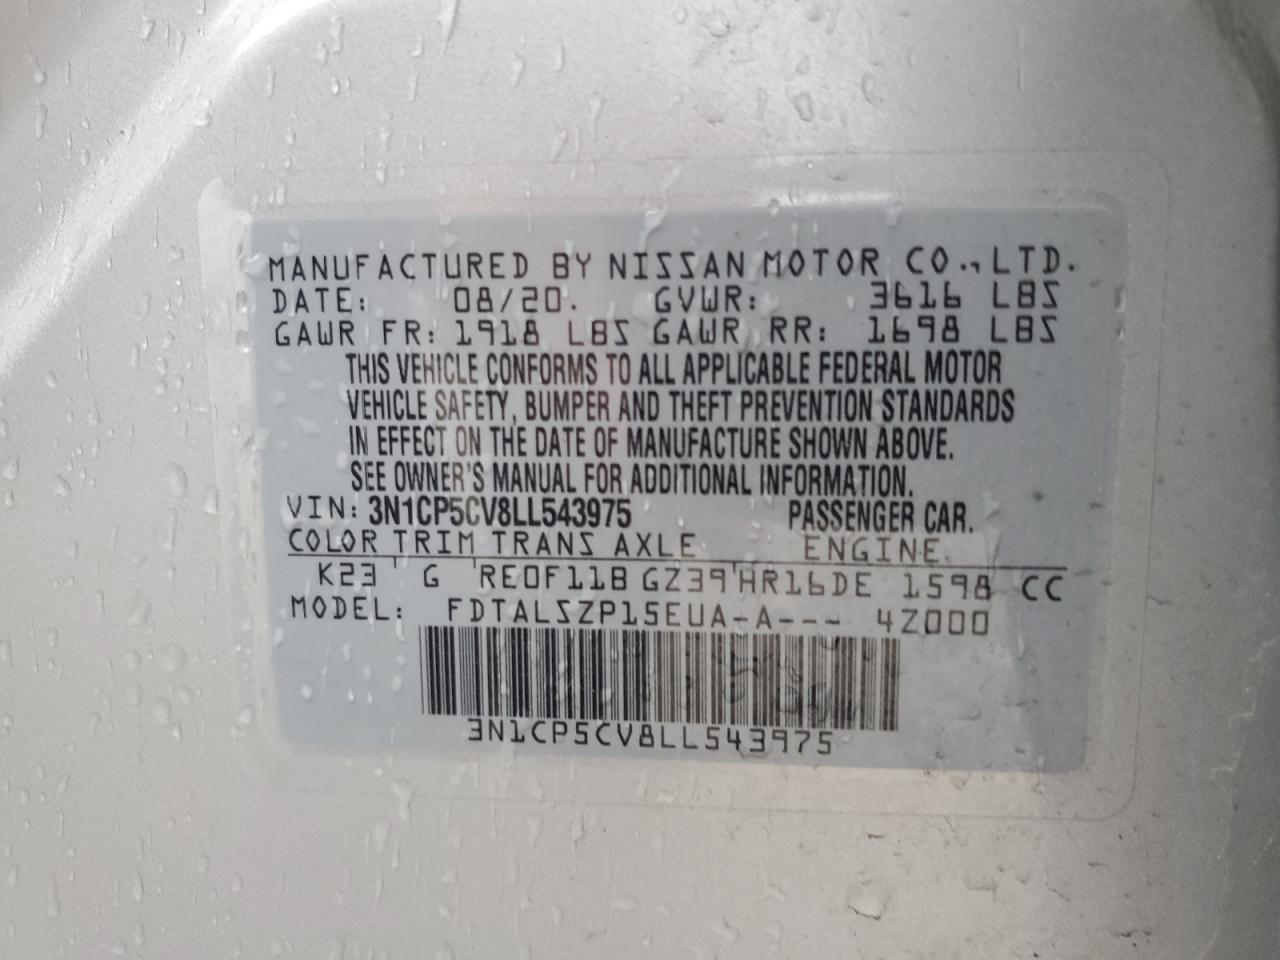 MANUFACTURED BY NISSAN MOTOR CO., LTD.
DATE: 08/20. GVWR: 3616 LBS
GAWR FR: 1918 LBS GAWR RR: 1698 LBS
THIS VEHICLE CONFORMS TO ALL APPLICABLE FEDERAL MOTOR
VEHICLE SAFETY, BUMPER AND THEFT PREVENTION STANDARDS
IN EFFECT ON THE DATE OF MANUFACTURE SHOWN ABOVE.
SEE OWNER'S MANUAL FOR ADDITIONAL INFORMATION.
VIN: 3N1CP5CV8LL543975 PASSENGER CAR.
COLOR TRIM TRANS AXLE ENGINE
K23 ' G 'RE0F11B GZ39'HR16DE 1598 CC
MODEL: FDTALSZP15EUA-A--- 4Z000
3N1CP5CV8LL543975